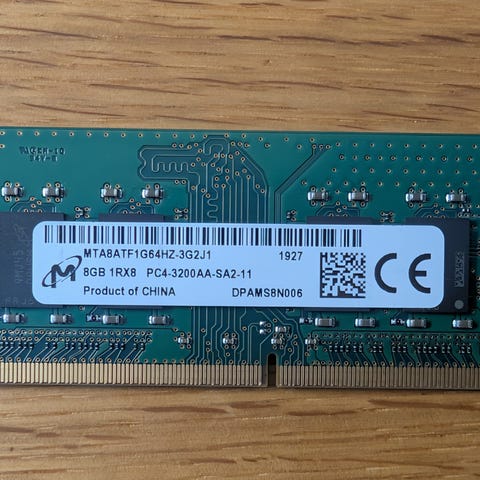 MTA8ATF1G64HZ-3G2J1 1927
8GB 1RX8 PC4-3200AA-SA2-11
Product of CHINA DPAMS8N006
CE